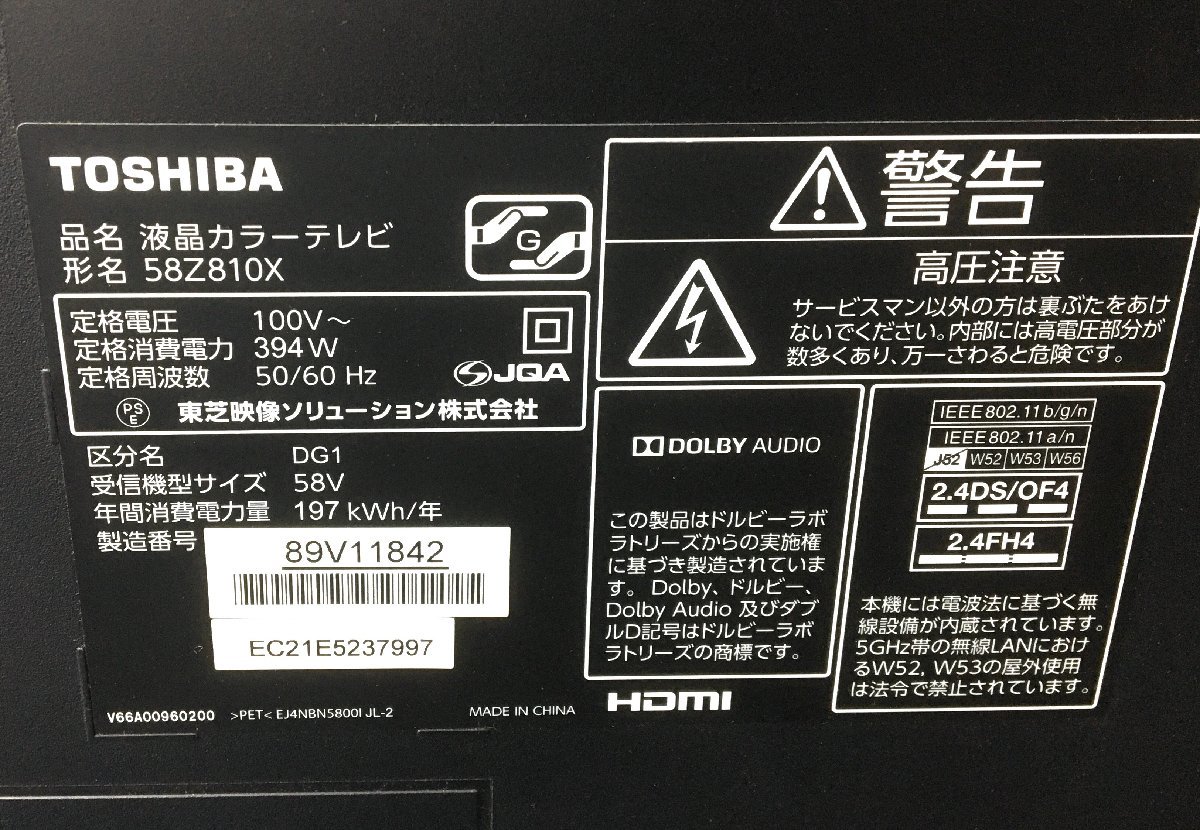 TOSHIBA
品名 液晶カラーテレビ
形名 58Z810X
G
定格電圧 100V～
定格消費電力 394W
定格周波数 50/60 Hz
JQA
PS
E
東芝映像ソリューション株式会社
区分名 DG1
受信機型サイズ 58V
年間消費電力量 197 kWh/年
製造番号
89V11842
EC21E5237997
V66A00960200 >PET< EJ4NBN5800I JL-2
MADE IN CHINA
警告
高圧注意
サービスマン以外の方は裏ぶたをあけ
ないでください。内部には高電圧部分が
数多くあり、万一さわると危険です。
DOLBY AUDIO
この製品はドルビーラボ
ラトリーズからの実施権
に基づき製造されていま
す。Dolby、ドルビー、
Dolby Audio 及びダブ
ルD記号はドルビーラボ
ラトリーズの商標です。
HDMI
IEEE802.11b/g/n
IEEE802.11a/n
J52 W52 W53 W56
2.4DS/OF4
2.4FH4
本機には電波法に基づく無
線設備が内蔵されています。
5GHz帯の無線LANにおけ
るW52, W53の屋外使用
は法令で禁止されています。